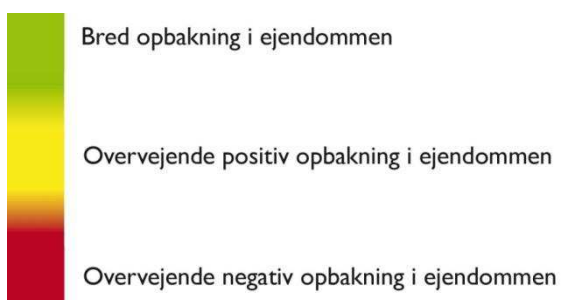 Bred opbakning i ejendommen
Overvejende positiv opbakning i ejendommen
Overvejende negativ opbakning i ejendommen